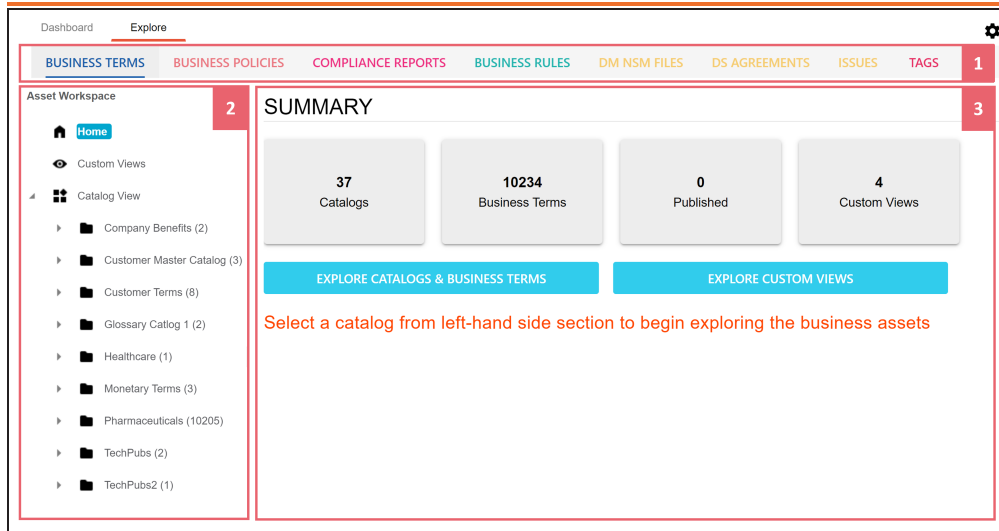 Dashboard Explore
BUSINESS TERMS BUSINESS POLICIES COMPLIANCE REPORTS BUSINESS RULES DM NSM FILES DS AGREEMENTS ISSUES TAGS 1
Asset Workspace 2
Home
Custom Views
Catalog View
Company Benefits (2)
Customer Master Catalog (3)
Customer Terms (8)
Glossary Catlog 1 (2)
Healthcare (1)
Monetary Terms (3)
Pharmaceuticals (10205)
TechPubs (2)
TechPubs2 (1)
SUMMARY 3
37 10234 0 4
Catalogs Business Terms Published Custom Views
EXPLORE CATALOGS & BUSINESS TERMS EXPLORE CUSTOM VIEWS
Select a catalog from left-hand side section to begin exploring the business assets